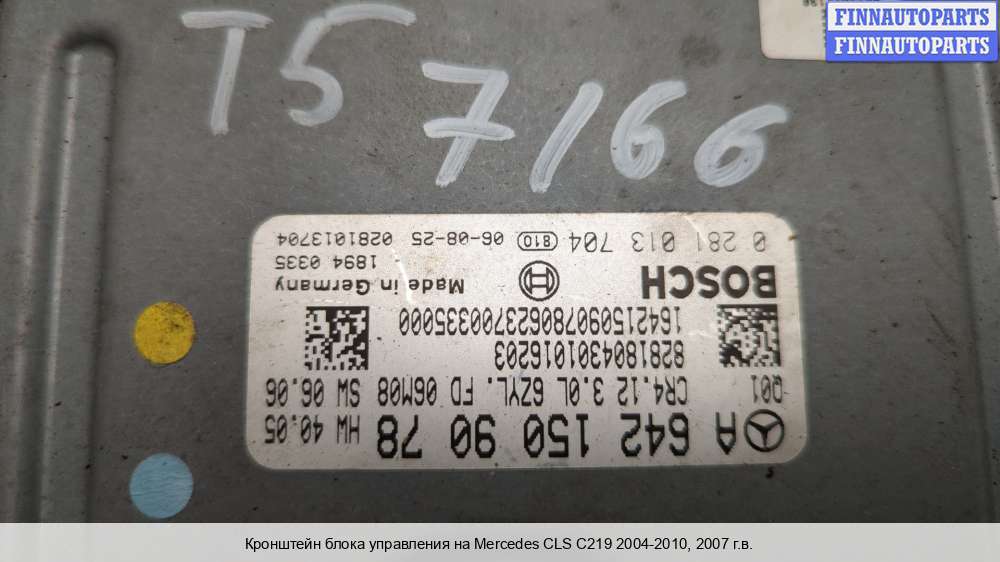 FINNAUTOPARTS
FINNAUTOPARTS
T5
7166
A 642 150 90 78 HW 40.05
Q01 CR4.12 3.0L 6ZYL. FD 06M08 SW 06.06
8281804301016203
1642150907806237003335000
BOSCH Made in Germany
1894 0335
0 281 013 704 810 06-08-25 0281013704
Кронштейн блока управления на Mercedes CLS C219 2004-2010, 2007 г.в.